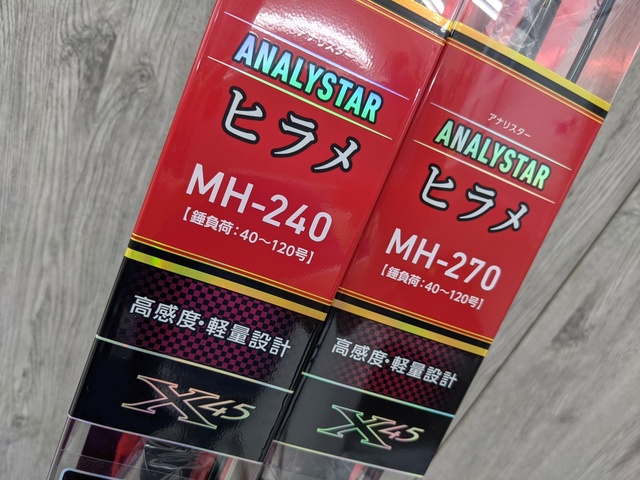 アナリスター
ANALYSTAR
ヒラメ
MH-240
【錘負荷:40〜120号】
高感度・軽量設計
X45
アナリスター
ANALYSTAR
ヒラメ
MH-270
【錘負荷:40〜120号】
高感度・軽量設計
X45